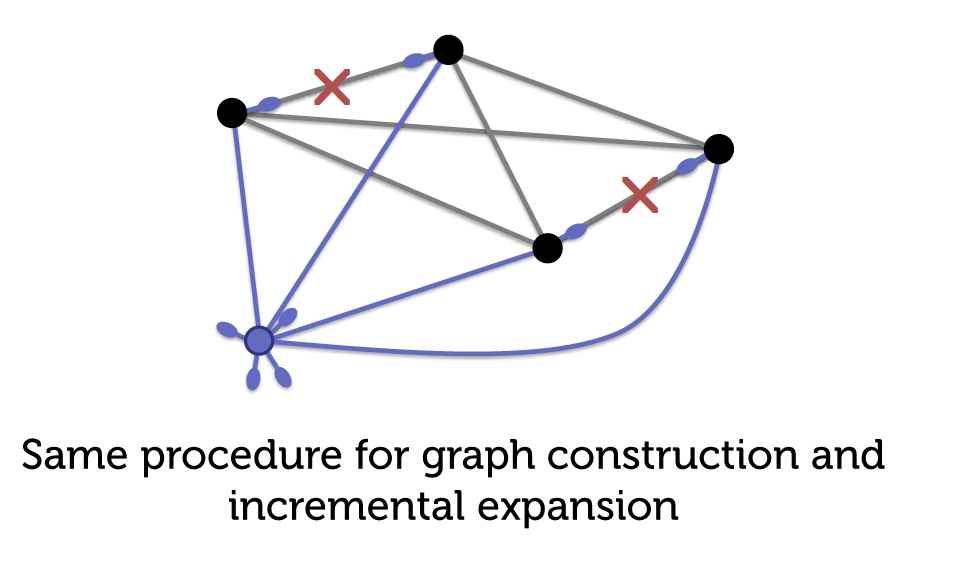 Same procedure for graph construction and
incremental expansion